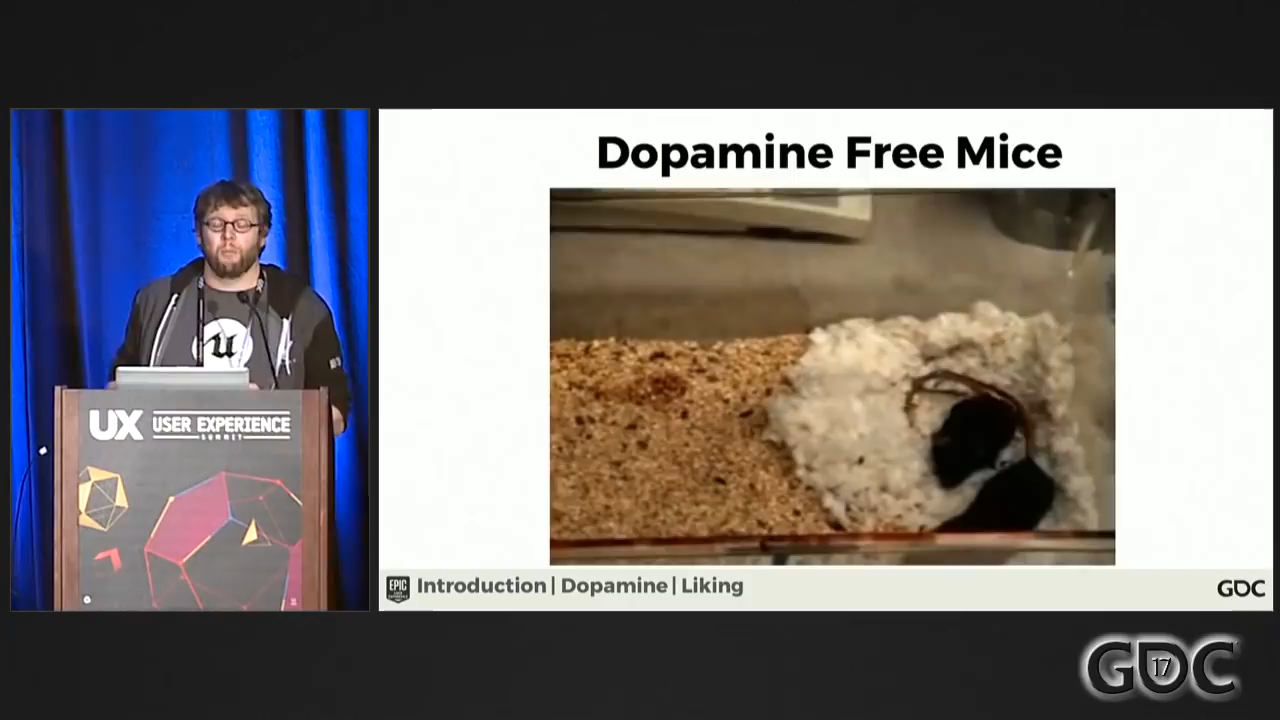 Dopamine Free Mice
u
UX USER EXPERIENCE
SUMMIT
EPIC
Introduction | Dopamine | Liking
GDC
GDC
17